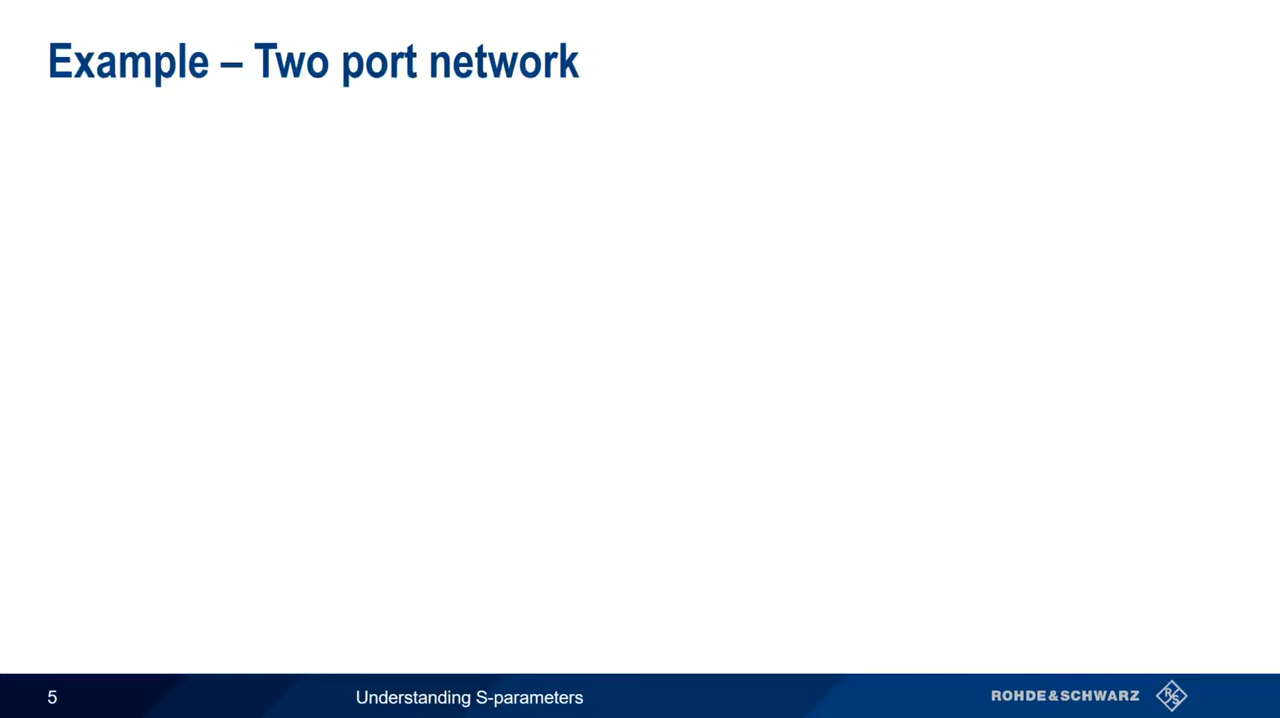 Example – Two port network
5
Understanding S-parameters
ROHDE&SCHWARZ
R S